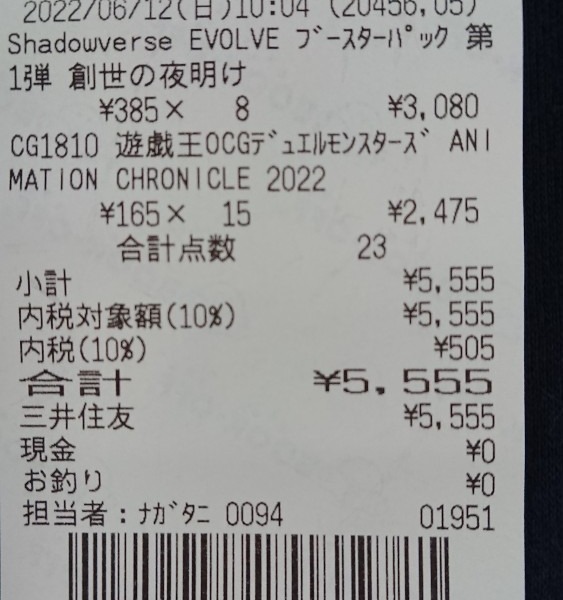 2022/06/12(日)10:04 (20456,05)
Shadowverse EVOLVE ﾌﾞｰｽﾀｰﾊﾟｯｸ 第
1弾 創世の夜明け
¥385× 8 ¥3,080
CG1810 遊戯王OCGﾃﾞｭｴﾙﾓﾝｽﾀｰｽﾞ ANI
MATION CHRONICLE 2022
¥165× 15 ¥2,475
合計点数 23
小計 ¥5,555
内税対象額(10%) ¥5,555
内税(10%) ¥505
合計 ¥5,555
三井住友 ¥5,555
現金 ¥0
お釣り ¥0
担当者：ﾅｶﾞﾀﾆ 0094 01951